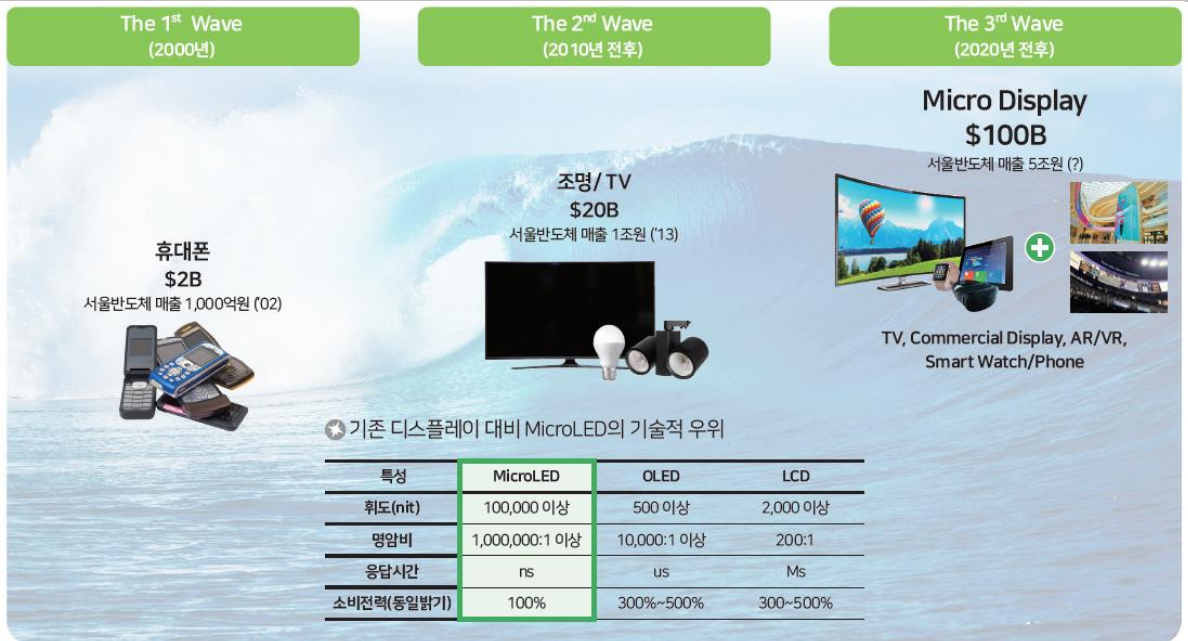 The 1st Wave
(2000년)
The 2nd Wave
(2010년 전후)
The 3rd Wave
(2020년 전후)
휴대폰
$2B
서울반도체 매출 1,000억원 ('02)
조명/ TV
$20B
서울반도체 매출 1조원 ('13)
Micro Display
$100B
서울반도체 매출 5조원 (?)
TV, Commercial Display, AR/VR,
Smart Watch/Phone
기존 디스플레이 대비 MicroLED의 기술적 우위
특성 MicroLED OLED LCD
휘도(nit) 100,000 이상 500 이상 2,000 이상
명암비 1,000,000:1 이상 10,000:1 이상 200:1
응답시간 ns us Ms
소비전력(동일밝기) 100% 300%~500% 300~500%